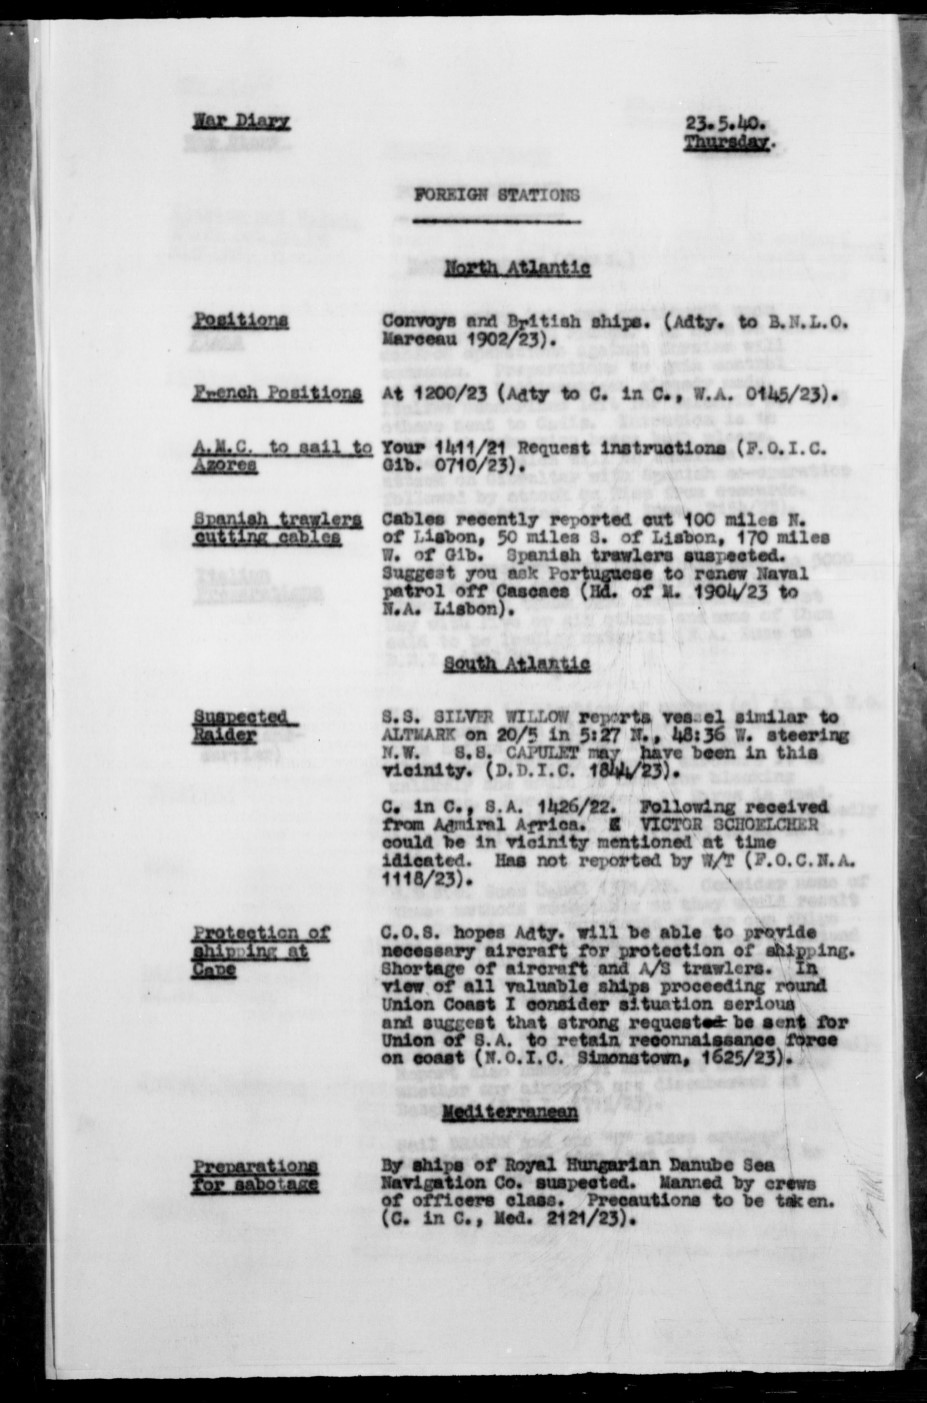 War Diary 23.5.40.
Thursday.
FOREIGN STATIONS
North Atlantic
Positions Convoys and British ships. (Adty. to B.N.L.O.
Marceau 1902/23).
French Positions At 1200/23 (Adty to C. in C., W.A. 0145/23).
A.M.C. to sail to Your 1411/21 Request instructions (F.O.I.C.
Azores Gib. 0710/23).
Spanish trawlers Cables recently reported cut 100 miles N.
cutting cables of Lisbon, 50 miles S. of Lisbon, 170 miles
W. of Gib. Spanish trawlers suspected.
Suggest you ask Portuguese to renew Naval
patrol off Cascaes (Hd. of M. 1904/23 to
N.A. Lisbon).
South Atlantic
Suspected S.S. SILVER WILLOW reports vessel similar to
Raider ALTMARK on 20/5 in 5:27 N., 48:36 W. steering
N.W. S.S. CAPULET may have been in this
vicinity. (D.D.I.C. 1844/23).
C. in C., S.A. 1426/22. Following received
from Admiral Africa. VICTOR SCHOELCHER
could be in vicinity mentioned at time
idicated. Has not reported by W/T (F.O.C.N.A.
1118/23).
Protection of C.O.S. hopes Adty. will be able to provide
shipping at necessary aircraft for protection of shipping.
Cape Shortage of aircraft and A/S trawlers. In
view of all valuable ships proceeding round
Union Coast I consider situation serious
and suggest that strong requested be sent for
Union of S.A. to retain reconnaissance force
on coast (N.O.I.C. Simonstown, 1625/23).
Mediterranean
Preparations By ships of Royal Hungarian Danube Sea
for sabotage Navigation Co. suspected. Manned by crews
of officers class. Precautions to be taken.
(C. in C., Med. 2121/23).